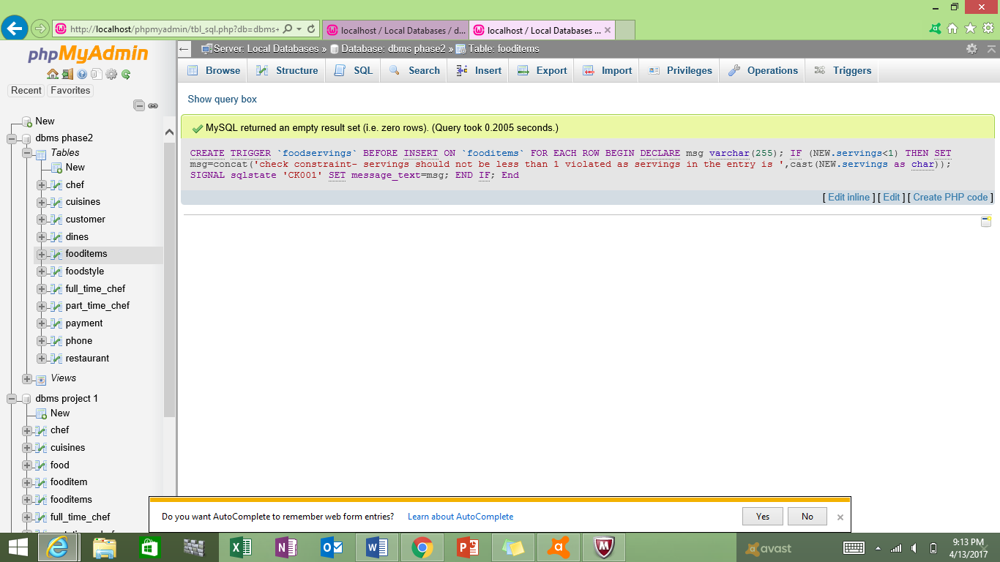 http://localhost/phpmyadmin/tbl_sql.php?db=dbms+
localhost / Local Databases / d...
localhost / Local Databases ...
phpMyAdmin
Recent
Favorites
New
dbms phase2
Tables
New
chef
cuisines
customer
dines
fooditems
foodstyle
full_time_chef
part_time_chef
payment
phone
restaurant
Views
dbms project 1
New
chef
cuisines
food
fooditem
fooditems
full_time_chef
Server: Local Databases » Database: dbms phase2 » Table: fooditems
Browse Structure SQL Search Insert Export Import Privileges Operations Triggers
Show query box
MySQL returned an empty result set (i.e. zero rows). (Query took 0.2005 seconds.)
CREATE TRIGGER `foodservings` BEFORE INSERT ON `fooditems` FOR EACH ROW BEGIN DECLARE msg varchar(255); IF (NEW.servings<1) THEN SET
msg=concat('check constraint- servings should not be less than 1 violated as servings in the entry is ',cast(NEW.servings as char));
SIGNAL sqlstate 'CK001' SET message_text=msg; END IF; End
[ Edit inline ] [ Edit ] [ Create PHP code ]
Do you want AutoComplete to remember web form entries? Learn about AutoComplete Yes No
avast
9:13 PM
4/13/2017